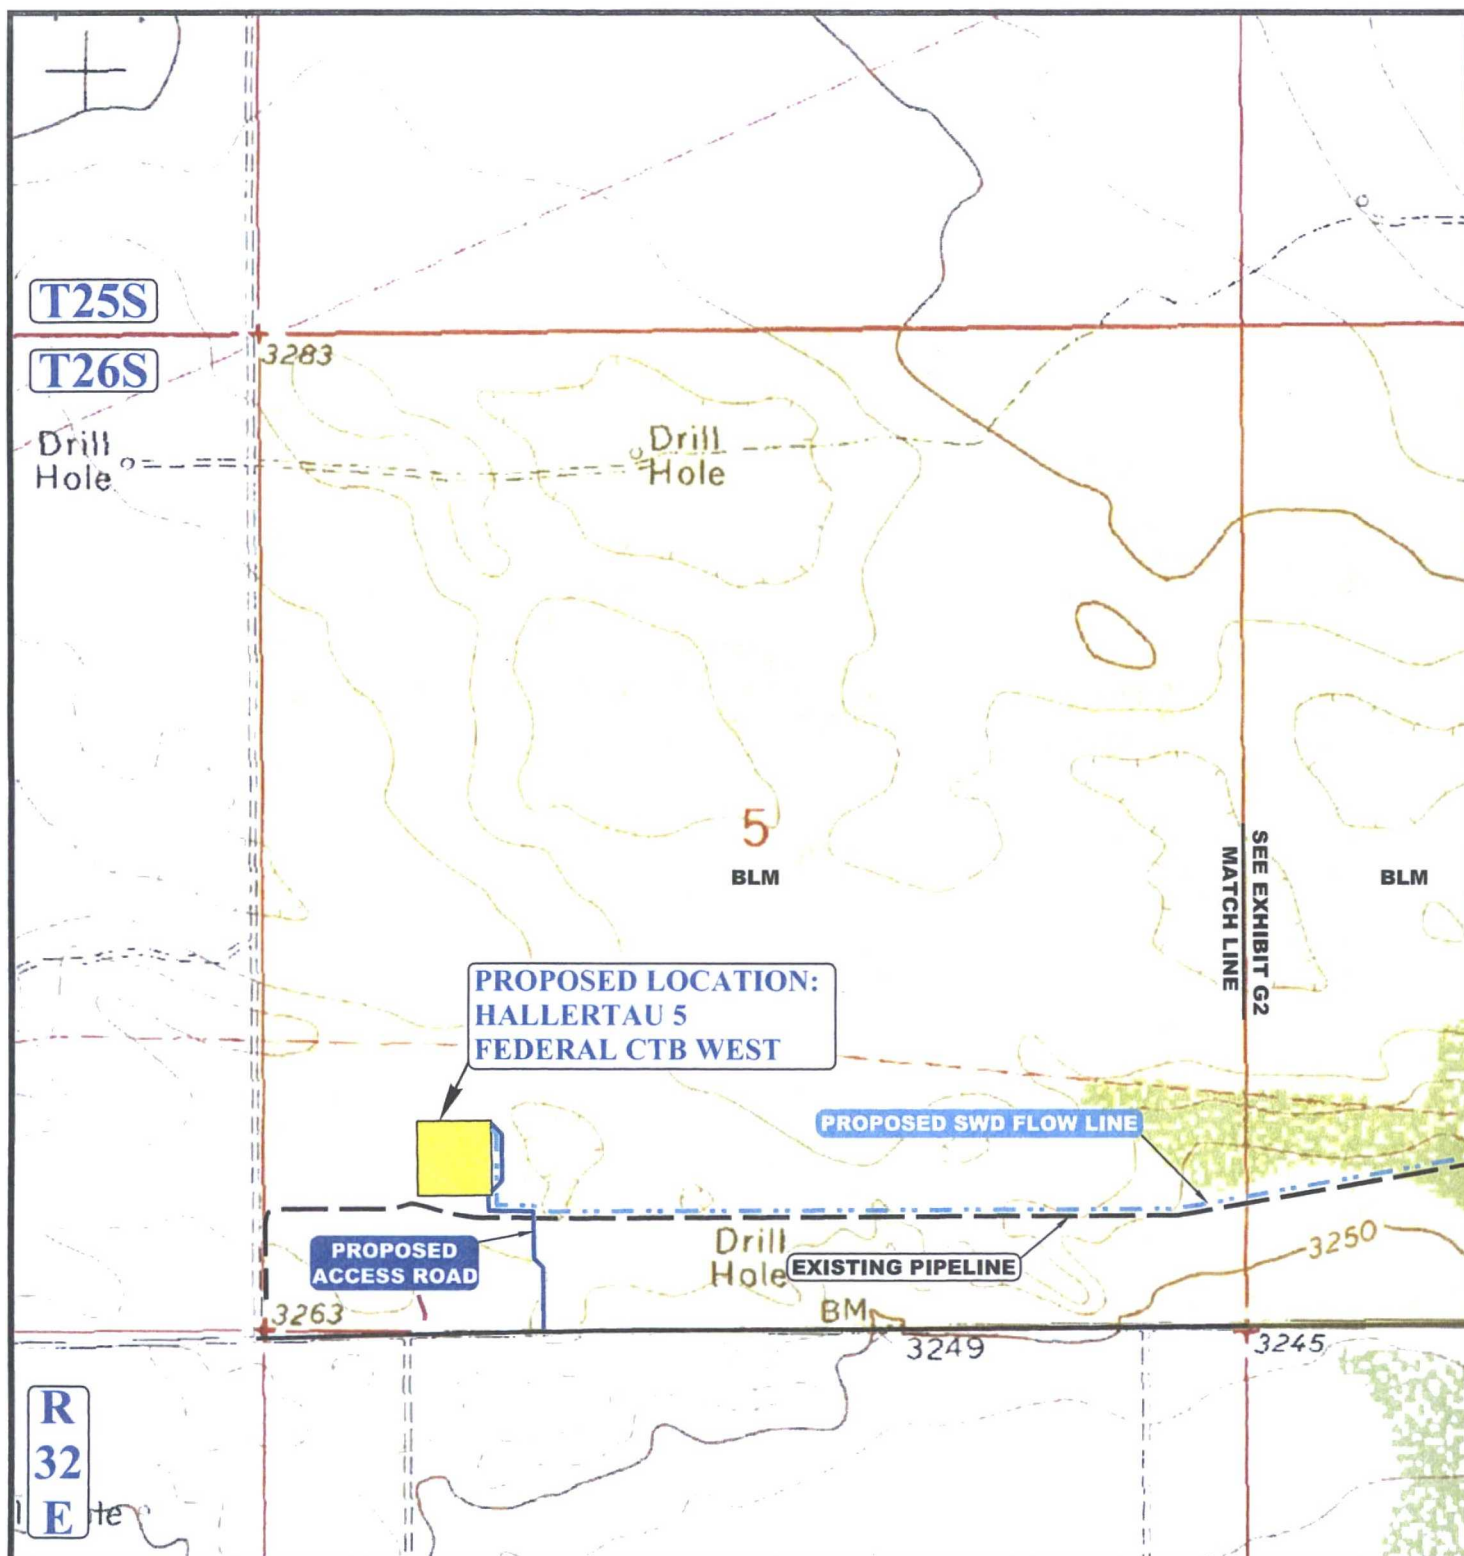 T25S
T26S
3283
Drill
Hole
Drill
Hole
5
BLM
SEE EXHIBIT G2
MATCH LINE
BLM
PROPOSED LOCATION:
HALLERTAU 5
FEDERAL CTB WEST
PROPOSED SWD FLOW LINE
PROPOSED
ACCESS ROAD
Drill
Hole
EXISTING PIPELINE
3250
3263
BM
3249
3245
R
32
E